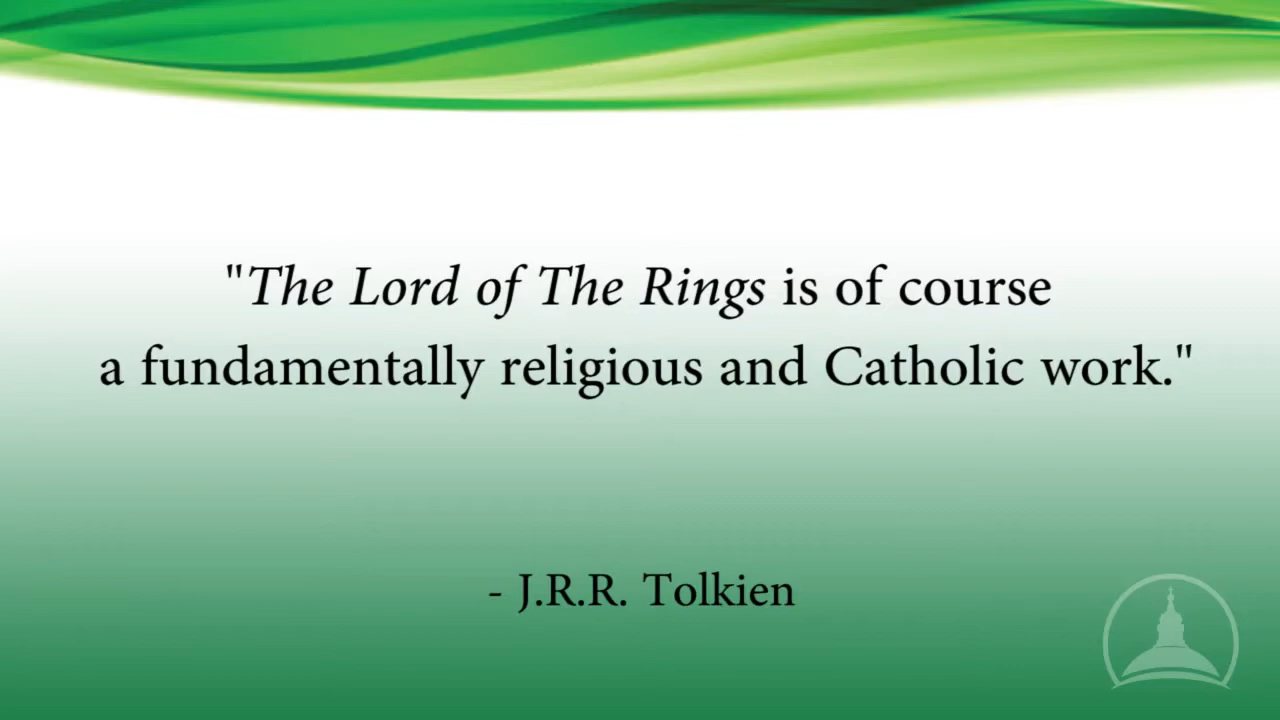 "The Lord of The Rings is of course
a fundamentally religious and Catholic work."
- J.R.R. Tolkien